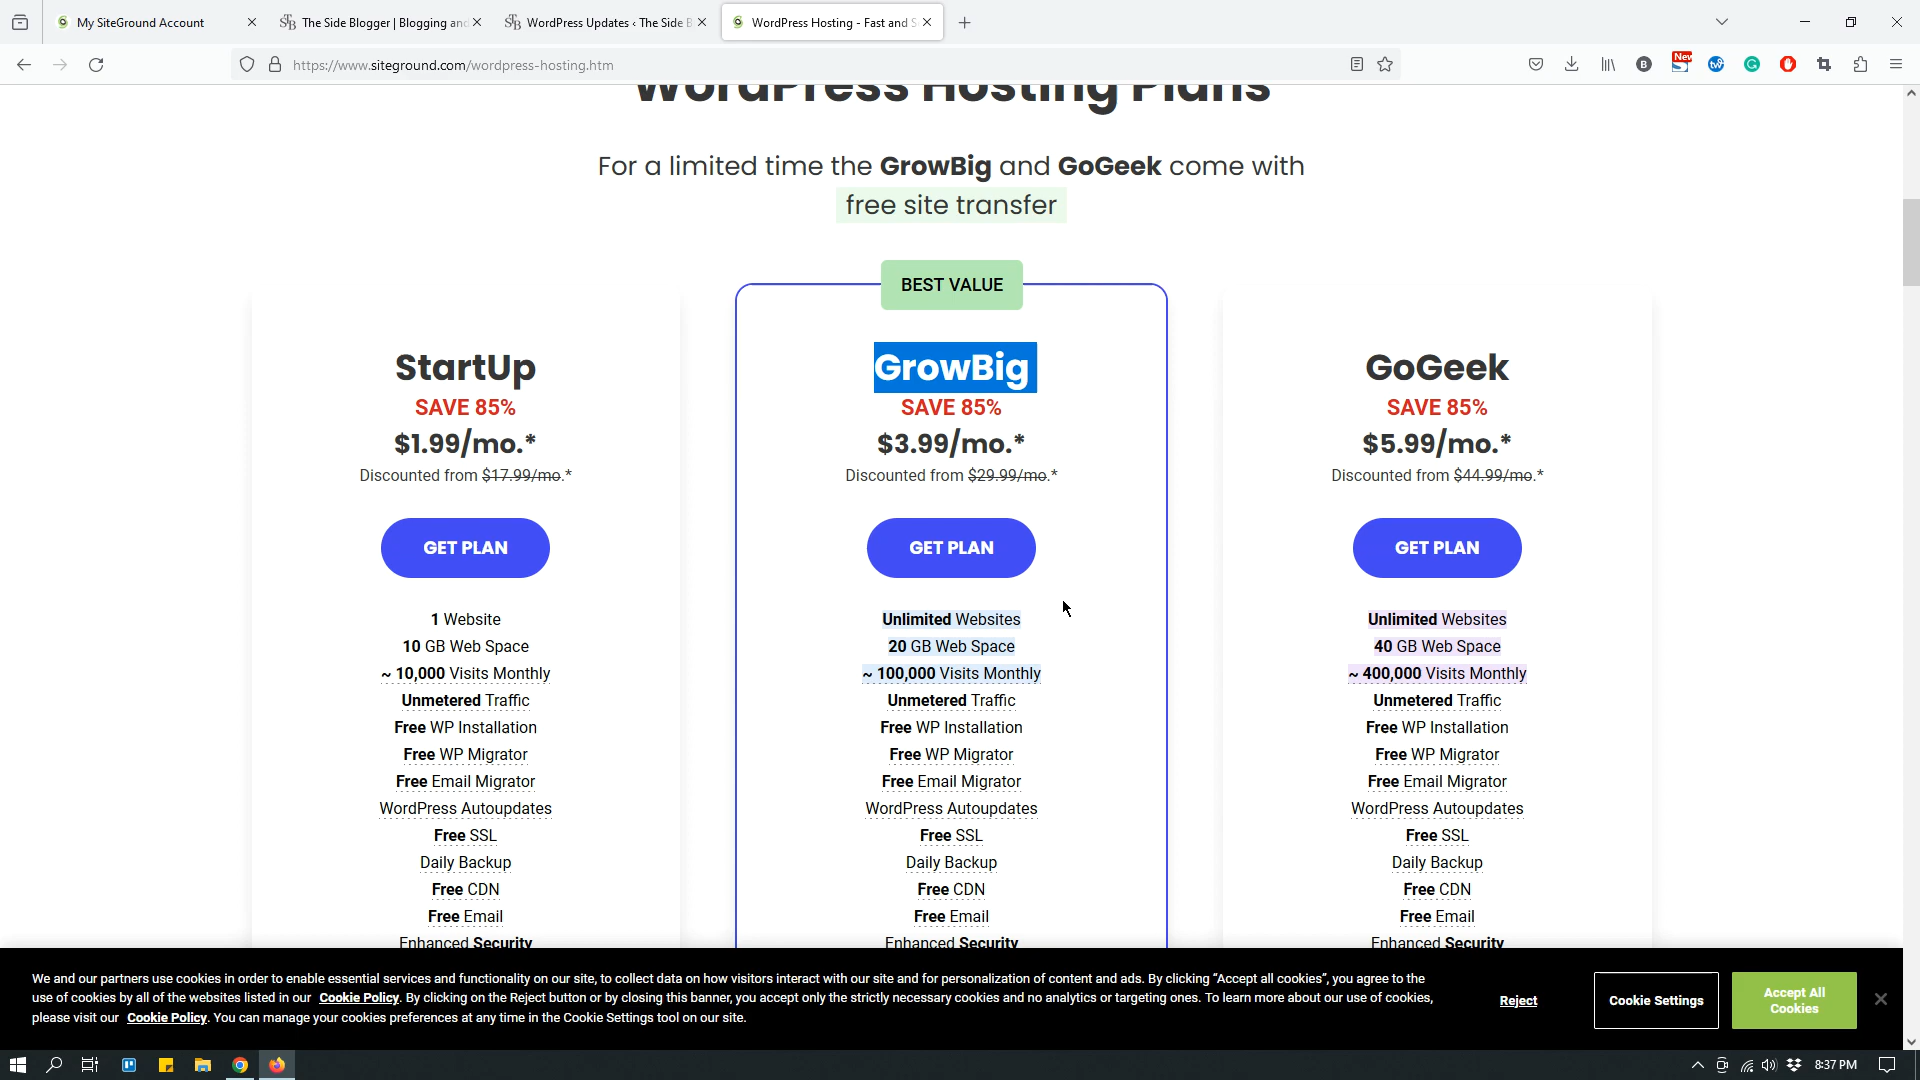 My SiteGround Account
The Side Blogger | Blogging and
WordPress Updates ‹ The Side B
WordPress Hosting - Fast and S
https://www.siteground.com/wordpress-hosting.htm
New
WordPress Hosting Plans
For a limited time the GrowBig and GoGeek come with
free site transfer
BEST VALUE
StartUp
SAVE 85%
$1.99/mo.*
Discounted from $17.99/mo.*
GET PLAN
1 Website
10 GB Web Space
~ 10,000 Visits Monthly
Unmetered Traffic
Free WP Installation
Free WP Migrator
Free Email Migrator
WordPress Autoupdates
Free SSL
Daily Backup
Free CDN
Free Email
Enhanced Security
GrowBig
SAVE 85%
$3.99/mo.*
Discounted from $29.99/mo.*
GET PLAN
Unlimited Websites
20 GB Web Space
~ 100,000 Visits Monthly
Unmetered Traffic
Free WP Installation
Free WP Migrator
Free Email Migrator
WordPress Autoupdates
Free SSL
Daily Backup
Free CDN
Free Email
Enhanced Security
GoGeek
SAVE 85%
$5.99/mo.*
Discounted from $44.99/mo.*
GET PLAN
Unlimited Websites
40 GB Web Space
~ 400,000 Visits Monthly
Unmetered Traffic
Free WP Installation
Free WP Migrator
Free Email Migrator
WordPress Autoupdates
Free SSL
Daily Backup
Free CDN
Free Email
Enhanced Security
We and our partners use cookies in order to enable essential services and functionality on our site, to collect data on how visitors interact with our site and for personalization of content and ads. By clicking “Accept all cookies”, you agree to the
use of cookies by all of the websites listed in our Cookie Policy. By clicking on the Reject button or by closing this banner, you accept only the strictly necessary cookies and no analytics or targeting ones. To learn more about our use of cookies,
please visit our Cookie Policy. You can manage your cookies preferences at any time in the Cookie Settings tool on our site.
Reject
Cookie Settings
Accept All
Cookies
8:37 PM